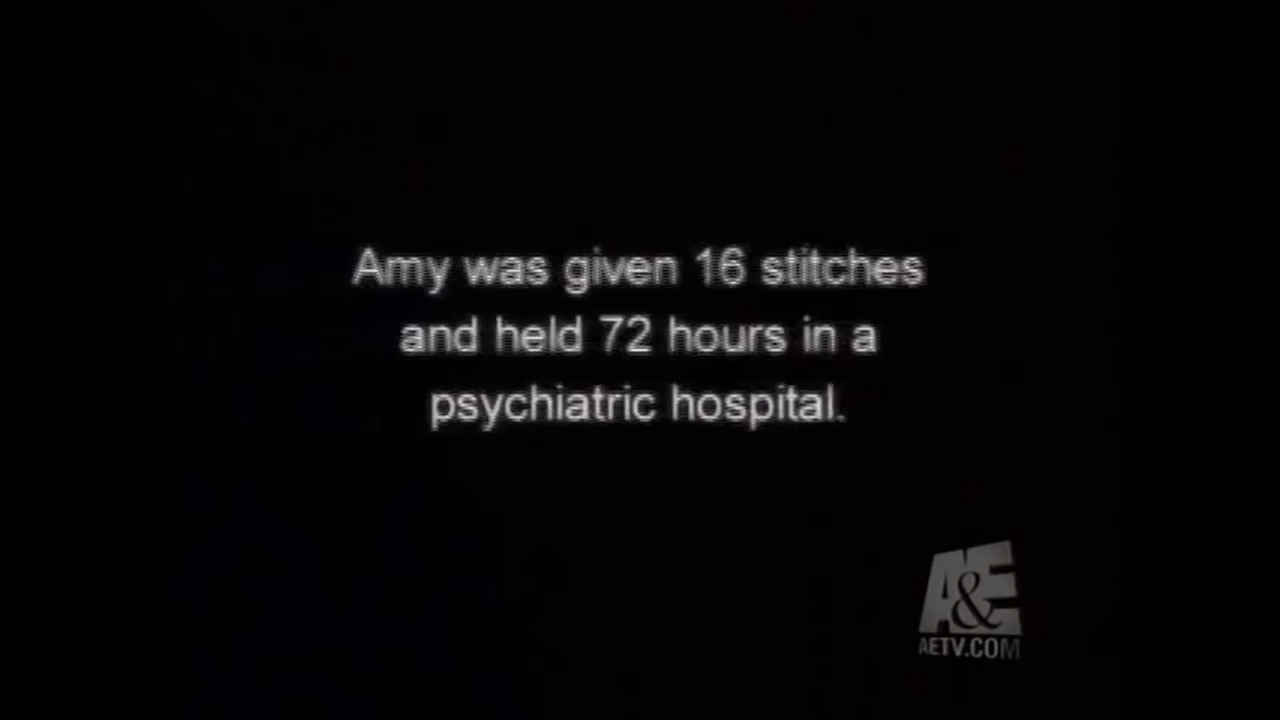 Amy was given 16 stitches
and held 72 hours in a
psychiatric hospital.
A&E
AETV.COM